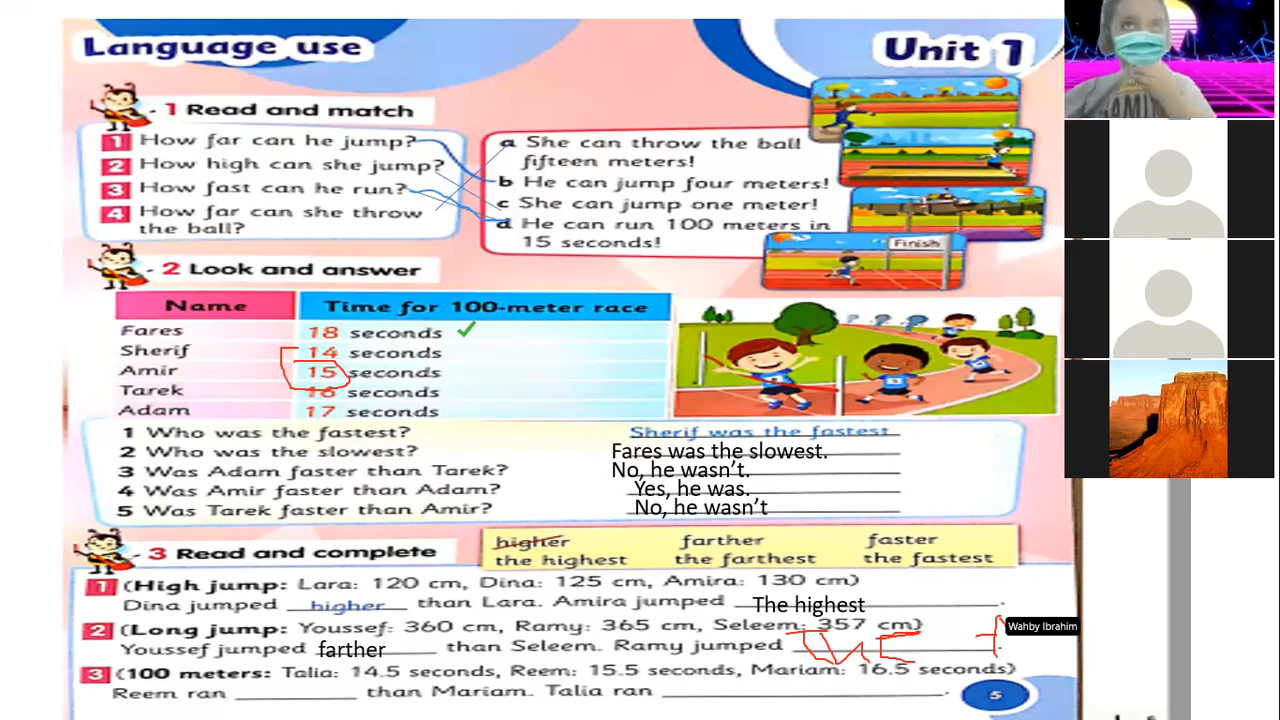 Language use
Unit 1
- 1 Read and match
1 How far can he jump?
2 How high can she jump?
3 How fast can he run?
4 How far can she throw
the ball?
a She can throw the ball
fifteen meters!
b He can jump four meters!
c She can jump one meter!
d He can run 100 meters in
15 seconds!
Finish
- 2 Look and answer
Name Time for 100-meter race
Fares 18 seconds ✓
Sherif 14 seconds
Amir 15 seconds
Tarek 16 seconds
Adam 17 seconds
1 Who was the fastest? Sherif was the fastest
2 Who was the slowest? Fares was the slowest.
3 Was Adam faster than Tarek? No, he wasn't.
4 Was Amir faster than Adam? Yes, he was.
5 Was Tarek faster than Amir? No, he wasn't
- 3 Read and complete
higher farther faster
the highest the farthest the fastest
1 (High jump: Lara: 120 cm, Dina: 125 cm, Amira: 130 cm)
Dina jumped higher than Lara. Amira jumped The highest.
2 (Long jump: Youssef: 360 cm, Ramy: 365 cm, Seleem: 357 cm)
Youssef jumped farther than Seleem. Ramy jumped The f
Wahby Ibrahim
3 (100 meters: Talia: 14.5 seconds, Reem: 15.5 seconds, Mariam: 16.5 seconds)
Reem ran ____ than Mariam. Talia ran ____.
5